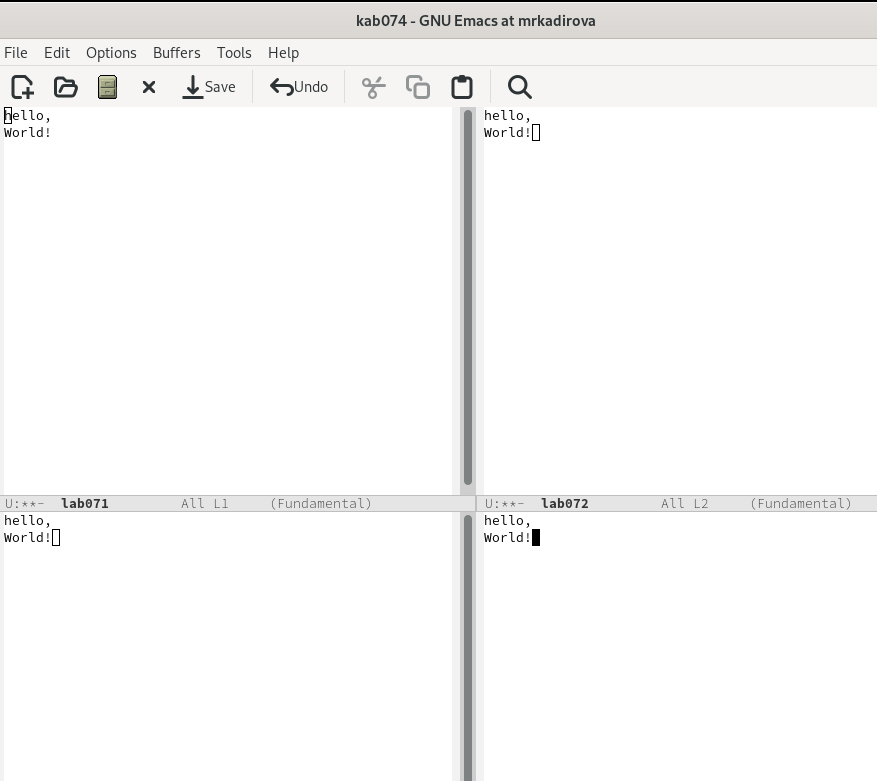 kab074 - GNU Emacs at mrkadirova
File Edit Options Buffers Tools Help
Save Undo
hello,
World!
hello,
World!
U:**- lab071 All L1 (Fundamental)
U:**- lab072 All L2 (Fundamental)
hello,
World!
hello,
World!